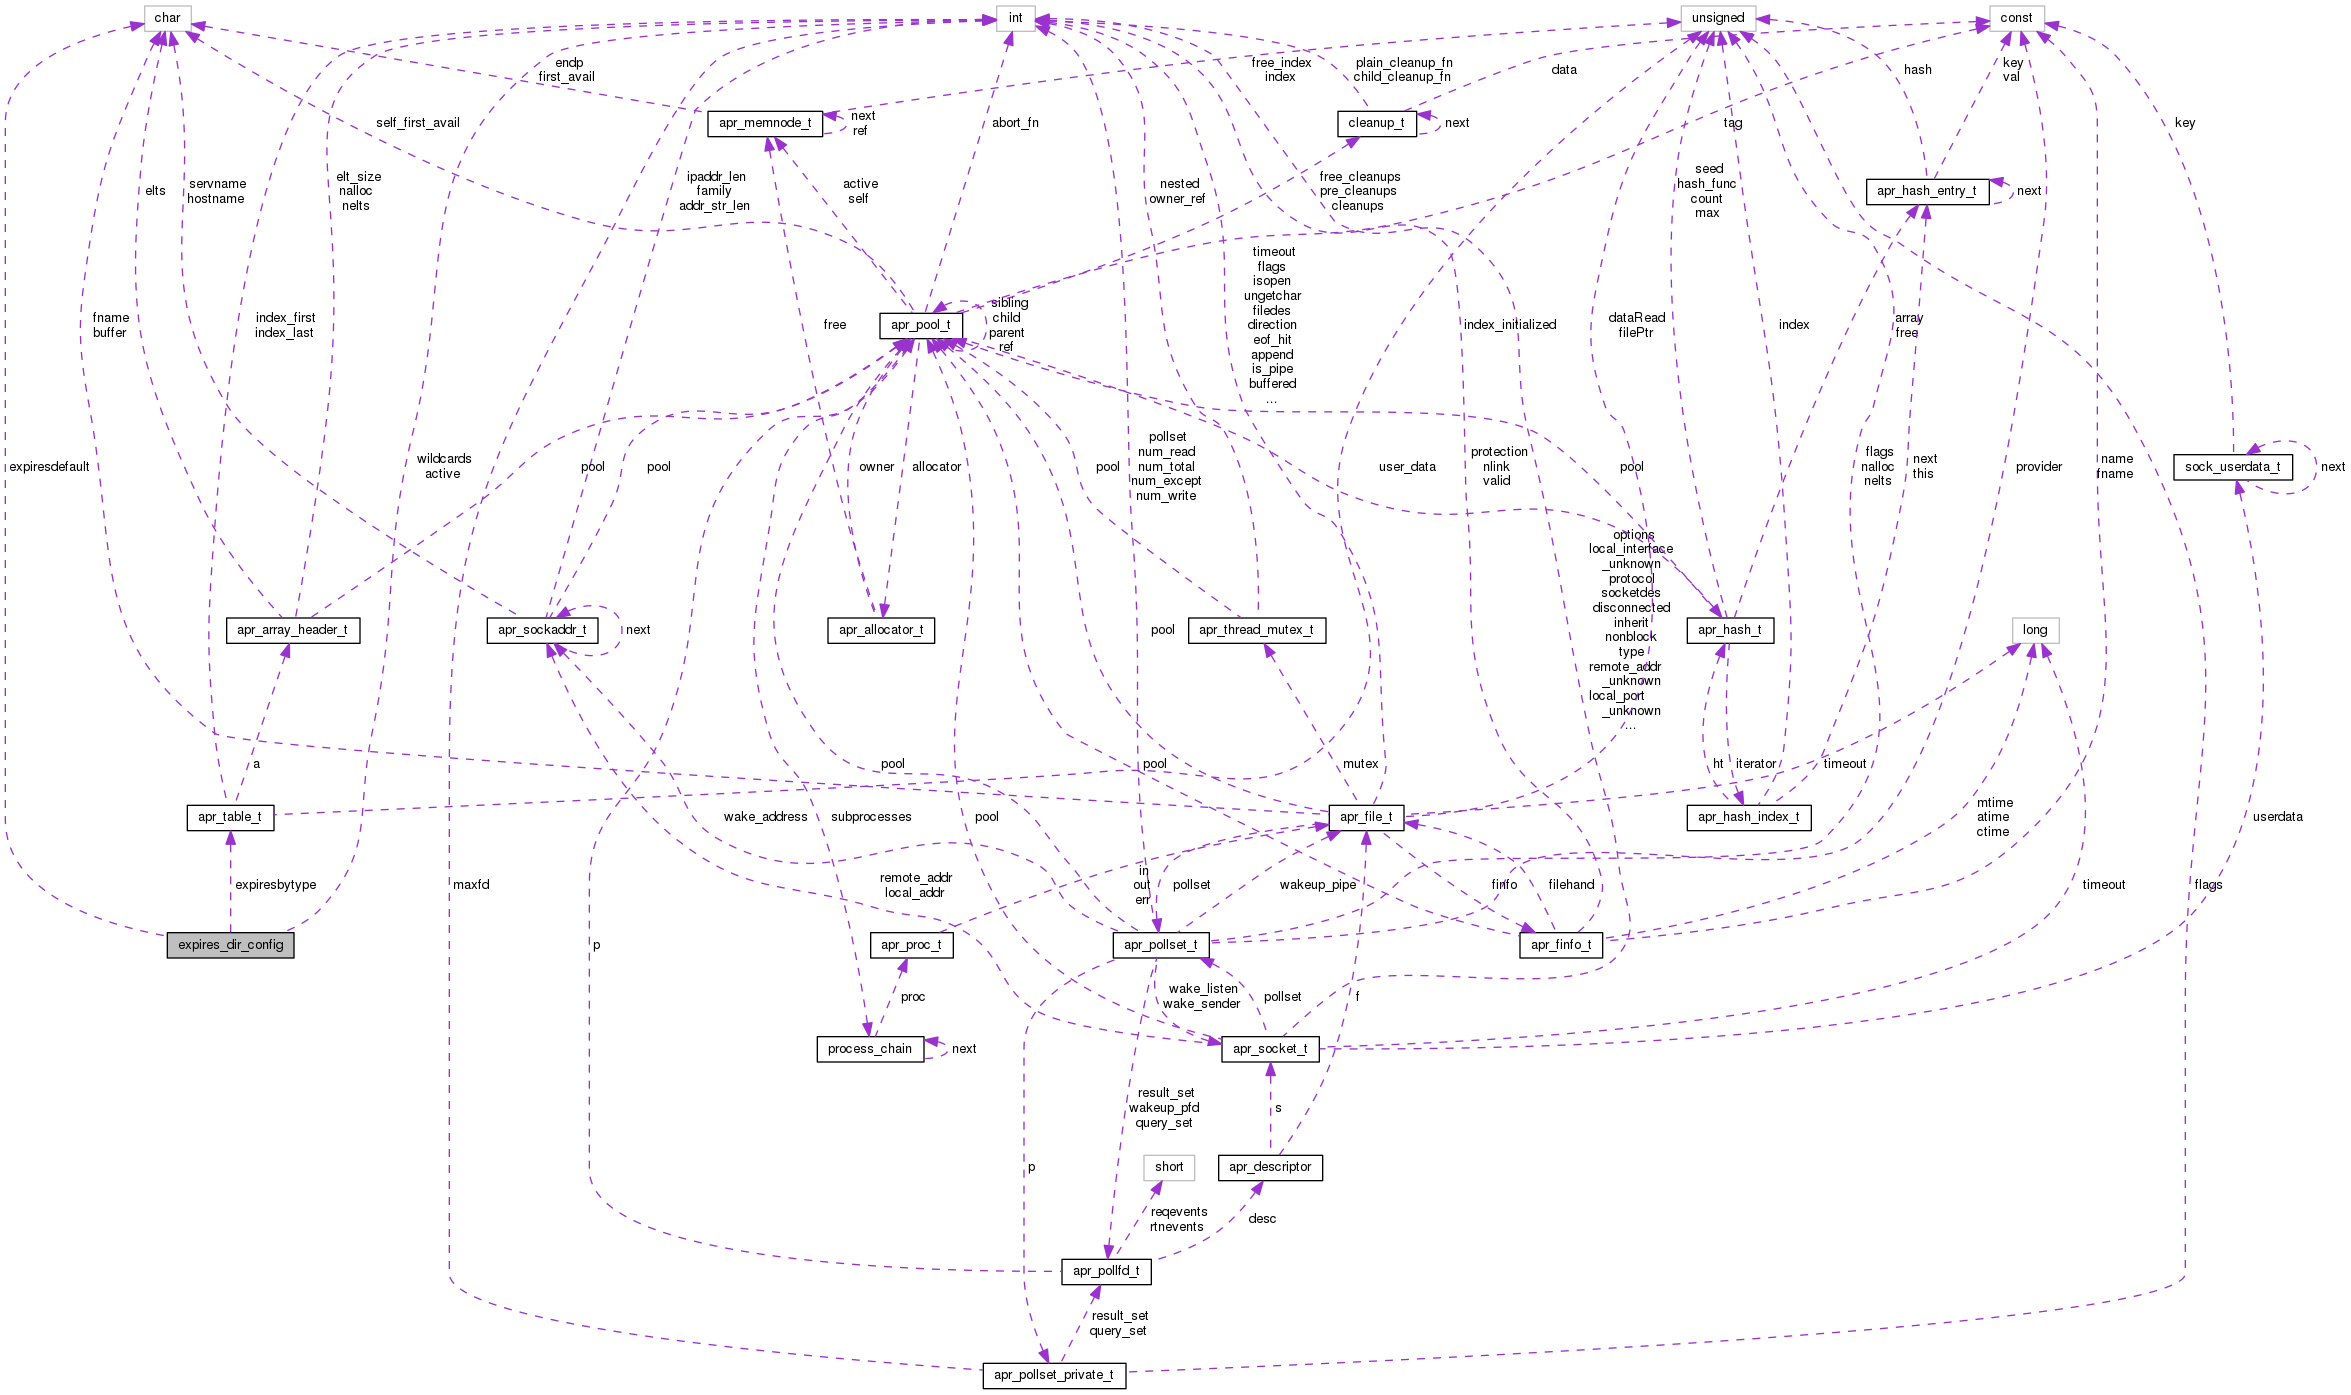 char
int
unsigned
const
endp
first_avail
free_index
index
plain_cleanup_fn
child_cleanup_fn
data
hash
key
val
apr_memnode_t
next
ref
cleanup_t
next
self_first_avail
abort_fn
tag
key
elts
servname
hostname
elt_size
nalloc
nelts
ipaddr_len
family
addr_str_len
active
self
nested
owner_ref
free_cleanups
pre_cleanups
cleanups
seed
hash_func
count
max
apr_hash_entry_t
next
fname
buffer
index_first
index_last
free
apr_pool_t
sibling
child
parent
ref
timeout
flags
isopen
ungetchar
filedes
direction
eof_hit
append
is_pipe
buffered
...
index_initialized
dataRead
filePtr
index
array
free
expiresdefault
wildcards
active
pool
pool
owner
allocator
pool
pollset
num_read
num_total
num_except
num_write
user_data
protection
nlink
valid
pool
flags
nalloc
nelts
next
this
provider
name
fname
sock_userdata_t
next
apr_array_header_t
apr_sockaddr_t
next
apr_allocator_t
pool
apr_thread_mutex_t
options
local_interface
_unknown
protocol
socketdes
disconnected
inherit
nonblock
type
remote_addr
_unknown
local_port
_unknown
...
apr_hash_t
long
a
pool
pool
mutex
ht
iterator
timeout
apr_table_t
wake_address
subprocesses
pool
apr_file_t
apr_hash_index_t
mtime
atime
ctime
userdata
expiresbytype
maxfd
remote_addr
local_addr
in
out
err
pollset
wakeup_pipe
finfo
filehand
timeout
flags
expires_dir_config
p
apr_proc_t
apr_pollset_t
apr_finfo_t
proc
wake_listen
wake_sender
pollset
f
process_chain
next
apr_socket_t
result_set
wakeup_pfd
query_set
s
p
short
apr_descriptor
reqevents
rtnevents
desc
apr_pollfd_t
result_set
query_set
apr_pollset_private_t